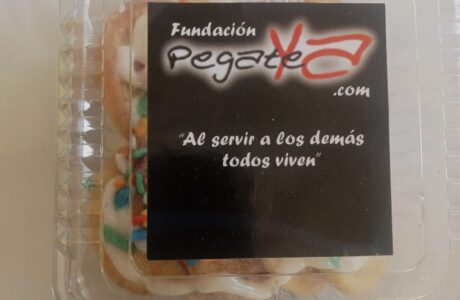 Fundación
PegateYa
.com
"Al servir a los demás
todos viven"